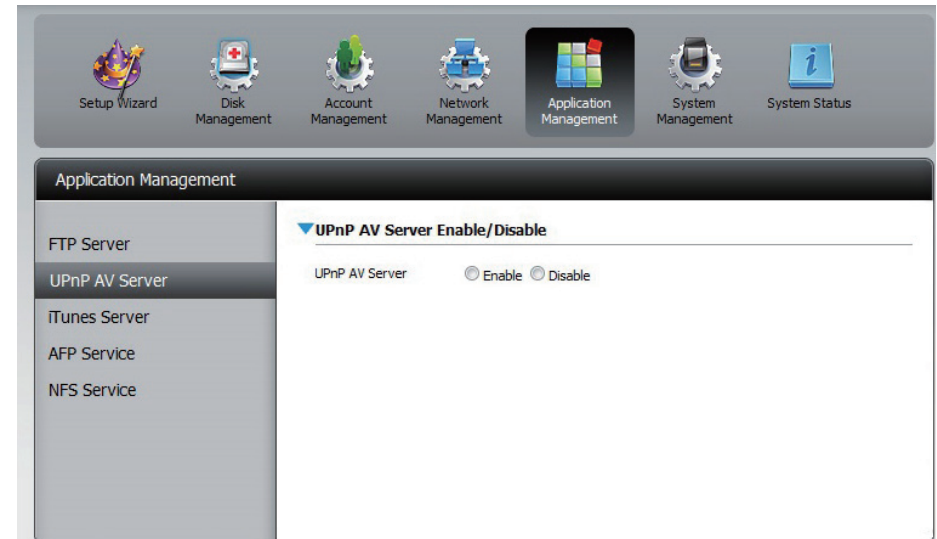 Setup Wizard
Disk
Management
Account
Management
Network
Management
Application
Management
System
Management
System Status
Application Management
FTP Server
UPnP AV Server
iTunes Server
AFP Service
NFS Service
UPnP AV Server Enable/Disable
UPnP AV Server Enable Disable